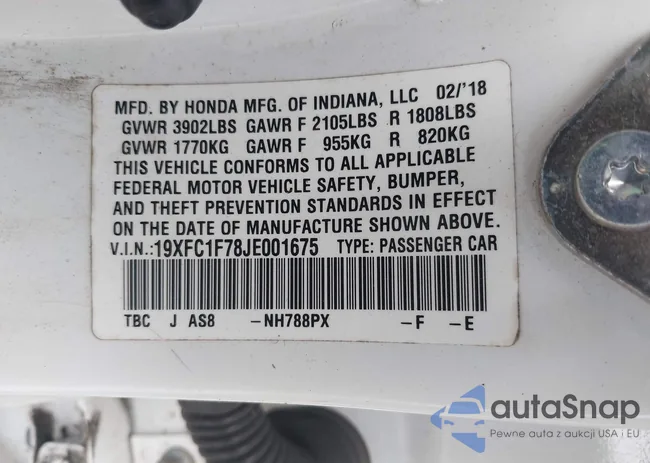 MFD. BY HONDA MFG. OF INDIANA, LLC 02/'18
GVWR 3902LBS GAWR F 2105LBS R 1808LBS
GVWR 1770KG GAWR F 955KG R 820KG
THIS VEHICLE CONFORMS TO ALL APPLICABLE
FEDERAL MOTOR VEHICLE SAFETY, BUMPER,
AND THEFT PREVENTION STANDARDS IN EFFECT
ON THE DATE OF MANUFACTURE SHOWN ABOVE.
V.I.N.:19XFC1F78JE001675 TYPE: PASSENGER CAR
TBC J AS8 -NH788PX -F -E
autaSnap
Pewne auta z aukcji USA i EU